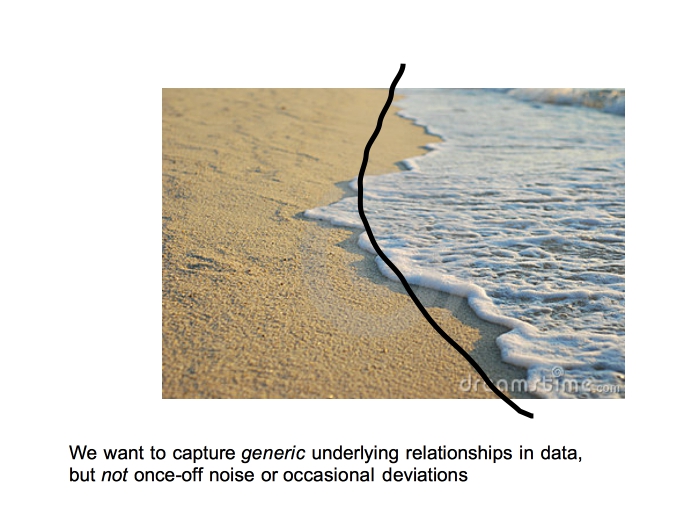 dreamstime.com
We want to capture generic underlying relationships in data,
but not once-off noise or occasional deviations